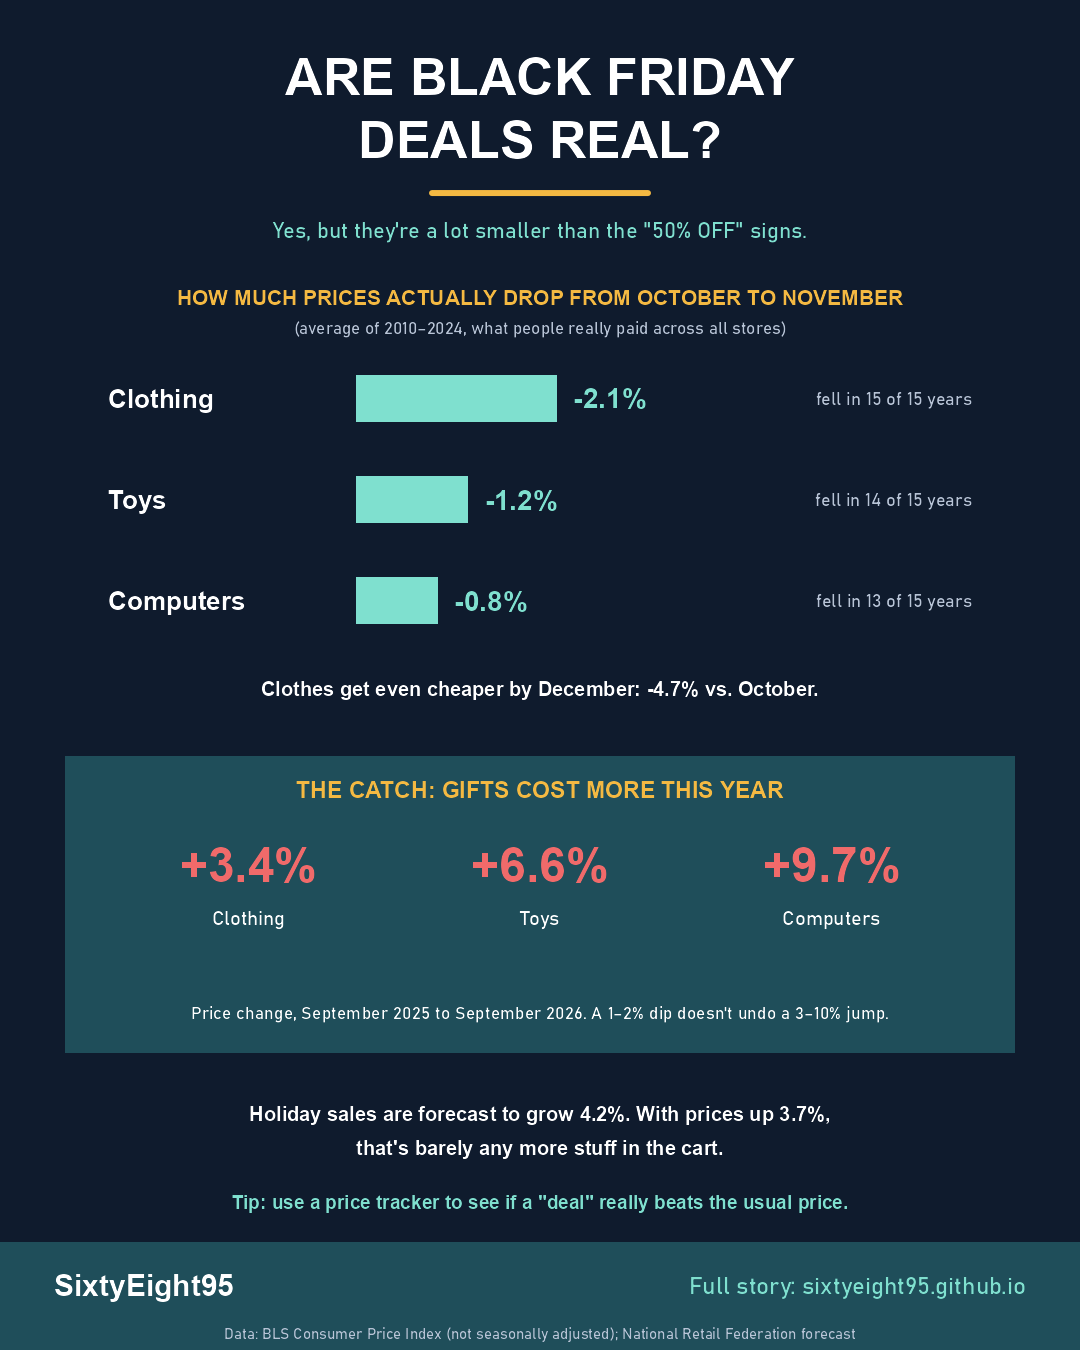 ARE BLACK FRIDAY
DEALS REAL?
Yes, but they're a lot smaller than the "50% OFF" signs.
HOW MUCH PRICES ACTUALLY DROP FROM OCTOBER TO NOVEMBER
(average of 2010–2024, what people really paid across all stores)
Clothing -2.1% fell in 15 of 15 years
Toys -1.2% fell in 14 of 15 years
Computers -0.8% fell in 13 of 15 years
Clothes get even cheaper by December: -4.7% vs. October.
THE CATCH: GIFTS COST MORE THIS YEAR
+3.4% +6.6% +9.7%
Clothing Toys Computers
Price change, September 2025 to September 2026. A 1–2% dip doesn't undo a 3–10% jump.
Holiday sales are forecast to grow 4.2%. With prices up 3.7%,
that's barely any more stuff in the cart.
Tip: use a price tracker to see if a "deal" really beats the usual price.
SixtyEight95 Full story: sixtyeight95.github.io
Data: BLS Consumer Price Index (not seasonally adjusted); National Retail Federation forecast